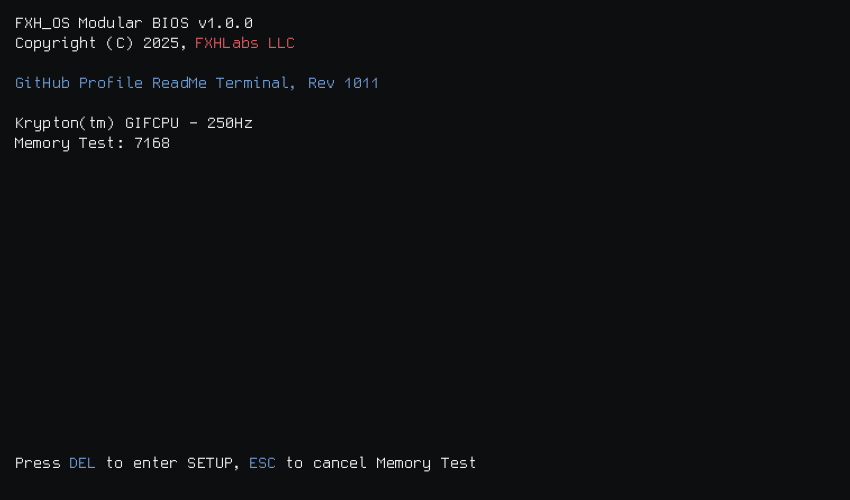 FXH_OS Modular BIOS v1.0.0
Copyright (C) 2025, FXHLabs LLC
GitHub Profile ReadMe Terminal, Rev 1011
Krypton(tm) GIFCPU - 250Hz
Memory Test: 7168
Press DEL to enter SETUP, ESC to cancel Memory Test